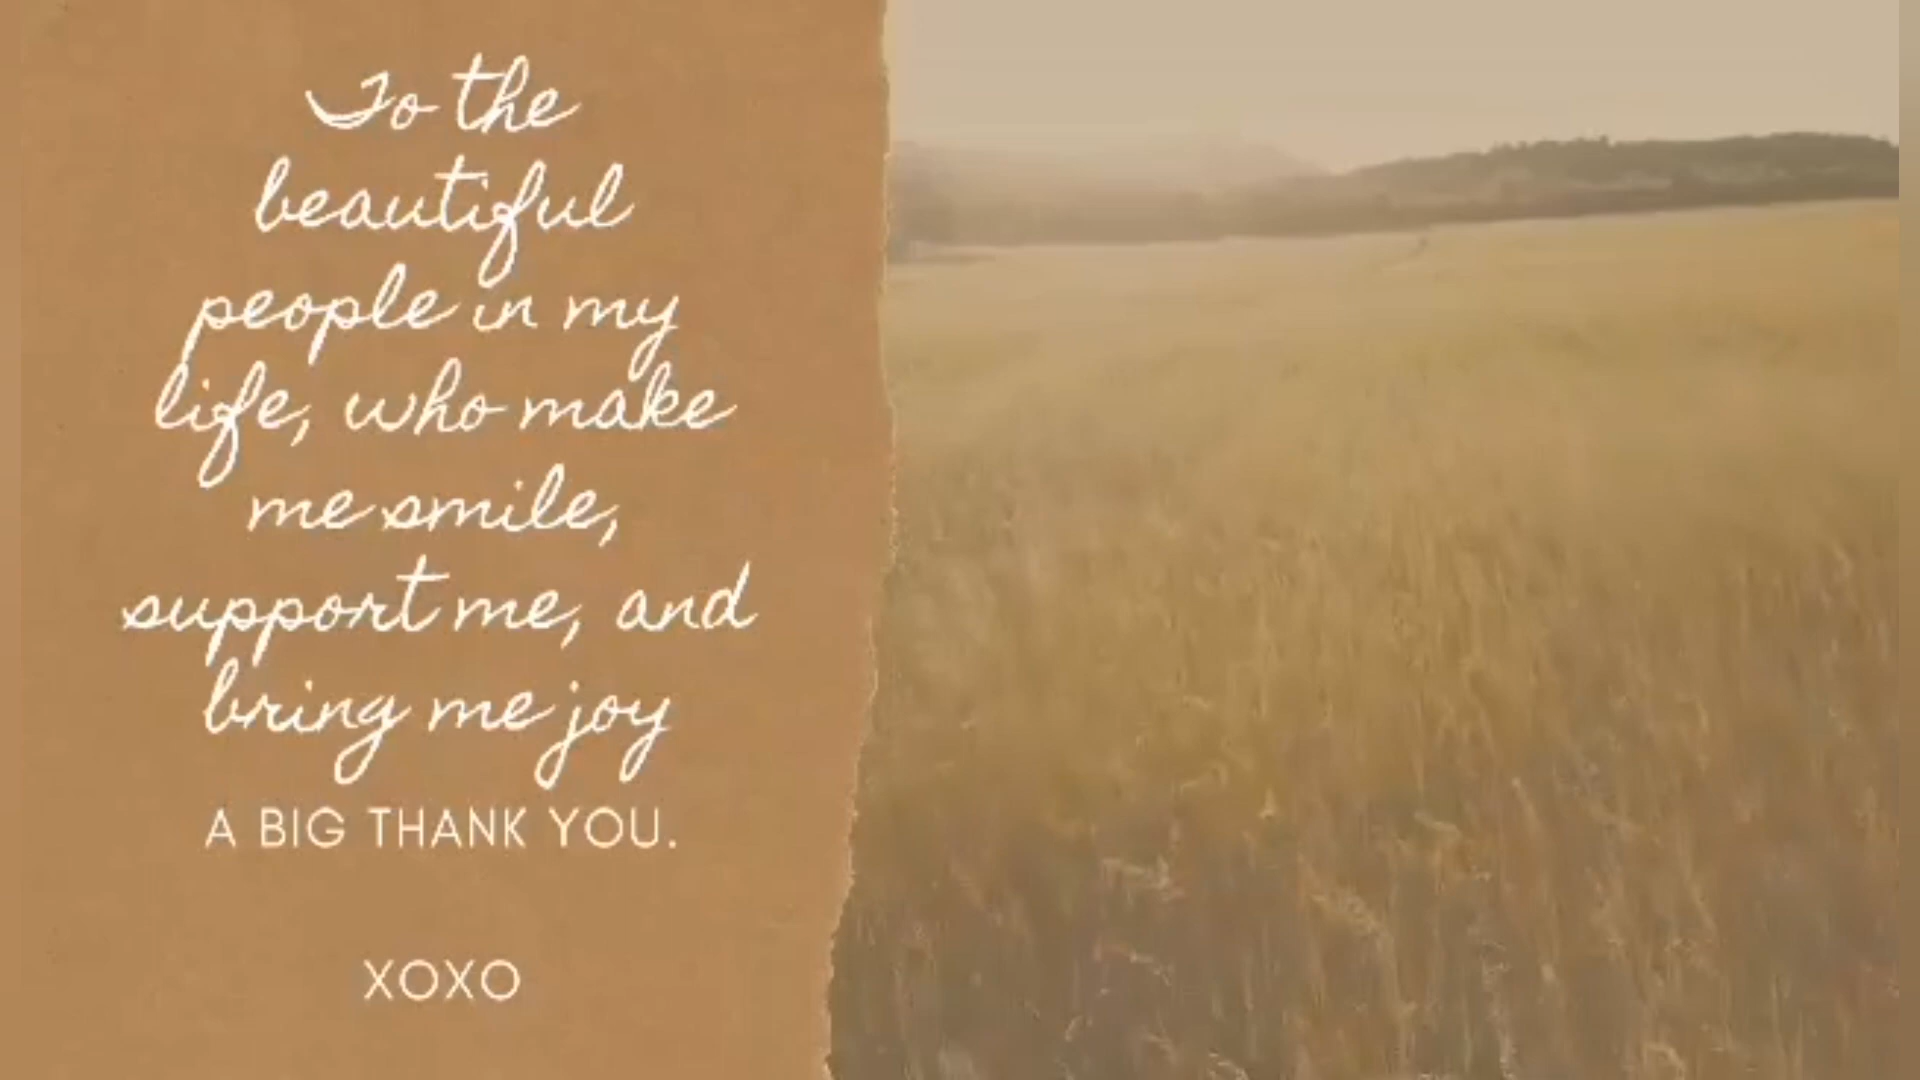 To the
beautiful
people in my
life, who make
me smile,
support me, and
bring me joy
A BIG THANK YOU.
XOXO